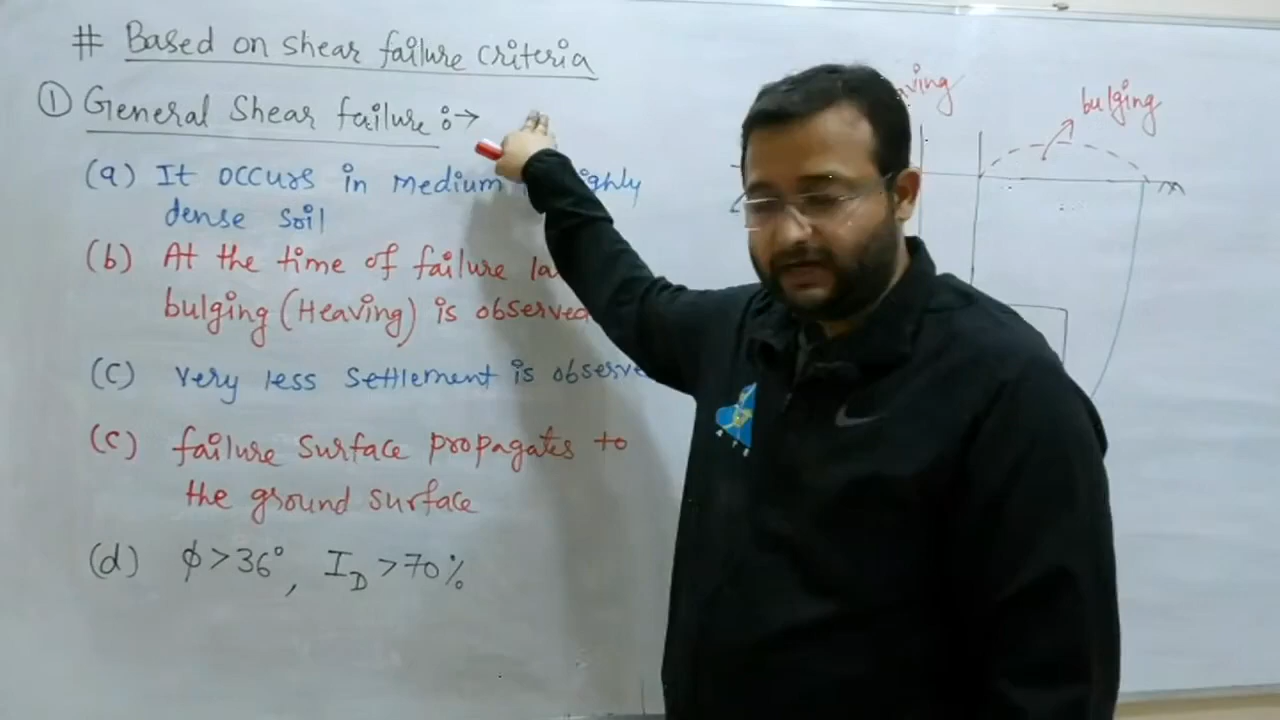 # Based on shear failure criteria
① General Shear failure :→
(a) It occurs in Medium
dense soil
(b) At the time of failure
bulging (Heaving) is observed
(c) very less settlement is observe
(c) failure surface propagates to
the ground surface
(d) φ > 36°, I_D > 70%
bulging